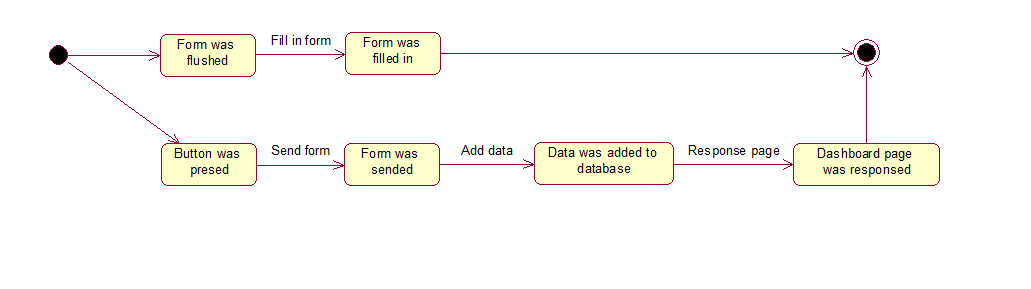 Form was
flushed
Fill in form
Form was
filled in
Button was
presed
Send form
Form was
sended
Add data
Data was added to
database
Response page
Dashboard page
was responsed